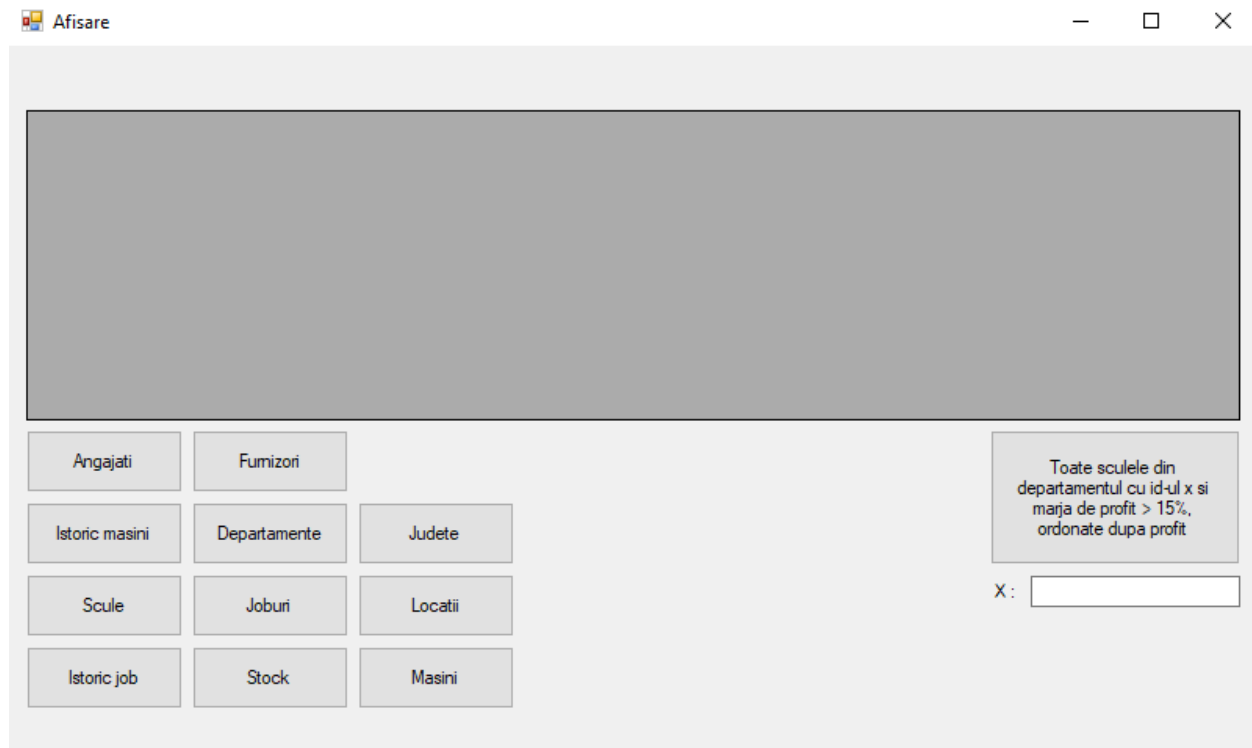 Afisare
Angajati
Furnizori
Toate sculele din
departamentul cu id-ul x si
marja de profit > 15%,
ordonate dupa profit
Istoric masini
Departamente
Judete
X :
Scule
Joburi
Locatii
Istoric job
Stock
Masini